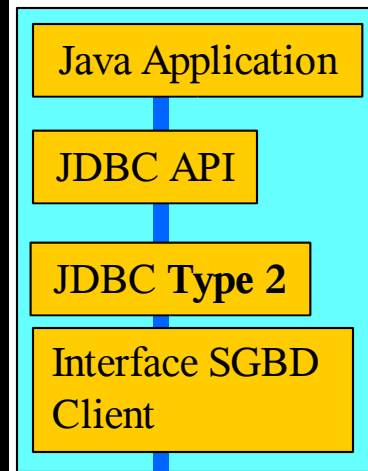 Java Application
JDBC API
JDBC Type 2
Interface SGBD
Client